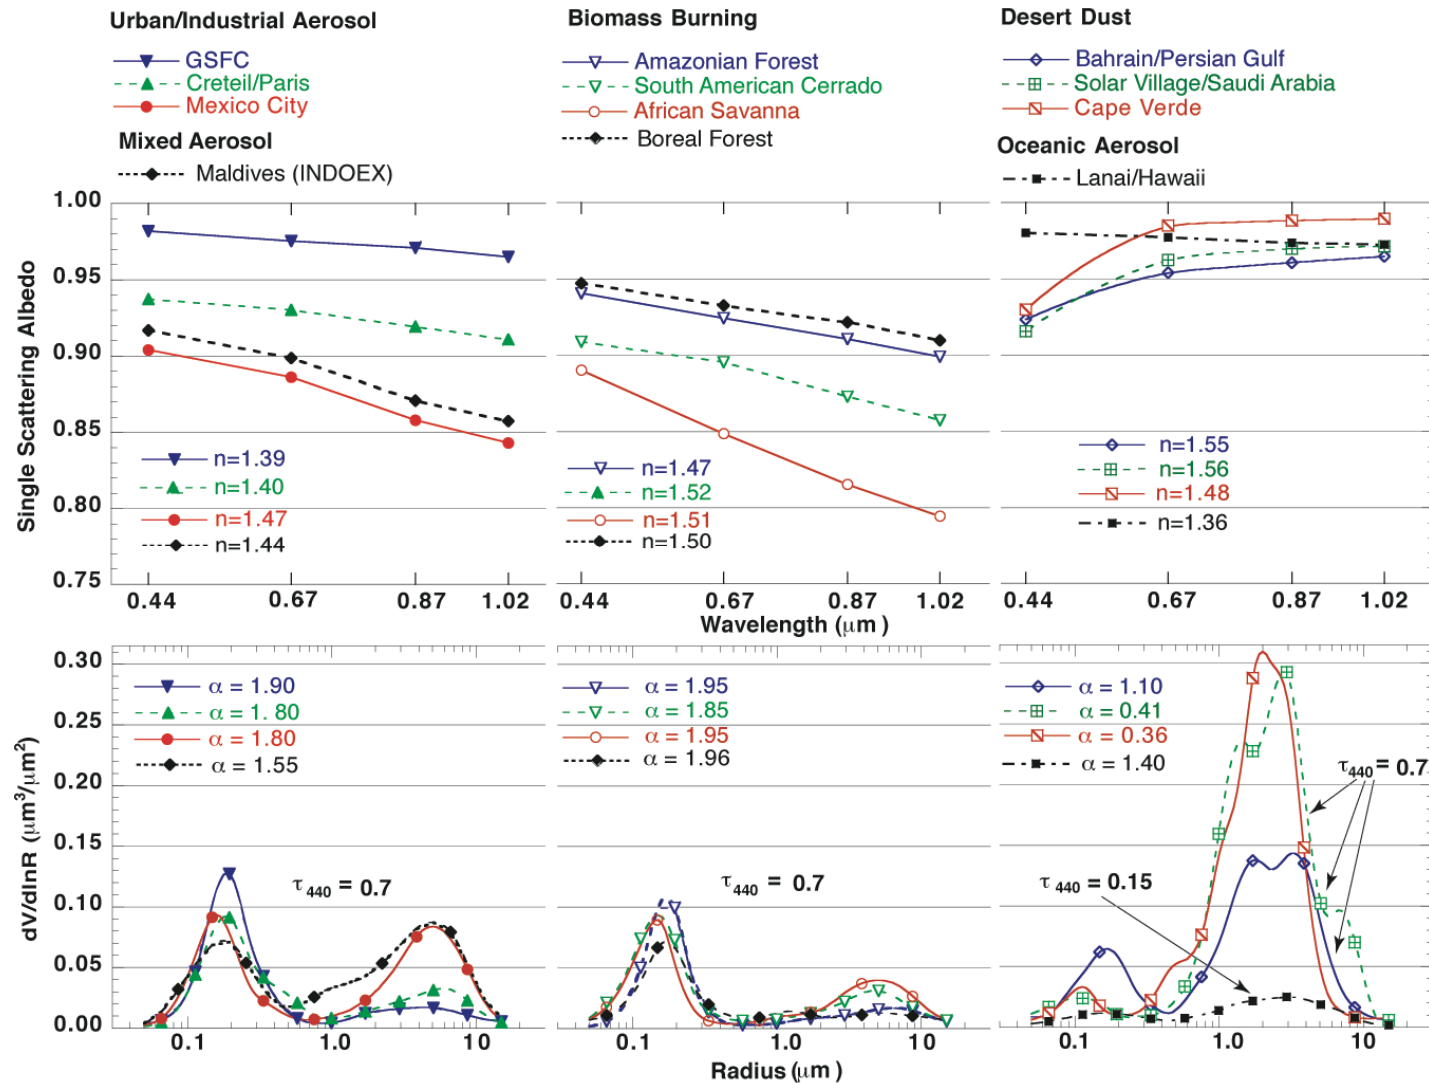 Urban/Industrial Aerosol
GSFC
Creteil/Paris
Mexico City
Mixed Aerosol
Maldives (INDOEX)
Biomass Burning
Amazonian Forest
South American Cerrado
African Savanna
Boreal Forest
Desert Dust
Bahrain/Persian Gulf
Solar Village/Saudi Arabia
Cape Verde
Oceanic Aerosol
Lanai/Hawaii
Single Scattering Albedo
1.00
0.95
0.90
0.85
0.80
0.75
n=1.39
n=1.40
n=1.47
n=1.44
n=1.47
n=1.52
n=1.51
n=1.50
n=1.55
n=1.56
n=1.48
n=1.36
0.44 0.67 0.87 1.02
0.44 0.67 0.87 1.02
0.44 0.67 0.87 1.02
Wavelength (μm )
dV/dlnR (μm³/μm²)
0.30
0.25
0.20
0.15
0.10
0.05
0.00
α = 1.90
α = 1. 80
α = 1.80
α = 1.55
τ440 = 0.7
α = 1.95
α = 1.85
α = 1.95
α = 1.96
τ440 = 0.7
α = 1.10
α = 0.41
α = 0.36
α = 1.40
τ440 = 0.7
τ440 = 0.15
0.1 1.0 10
0.1 1.0 10
0.1 1.0 10
Radius (μm)